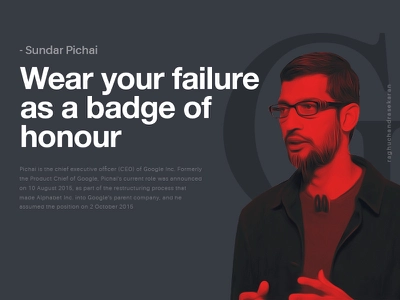 - Sundar Pichai
Wear your failure
as a badge of
honour
Pichai is the chief executive officer (CEO) of Google Inc. Formerly
the Product Chief of Google, Pichai's current role was announced
on 10 August 2015, as part of the restructuring process that
made Alphabet Inc. into Google's parent company, and he
assumed the position on 2 October 2015
raghuchandrasekaran
G